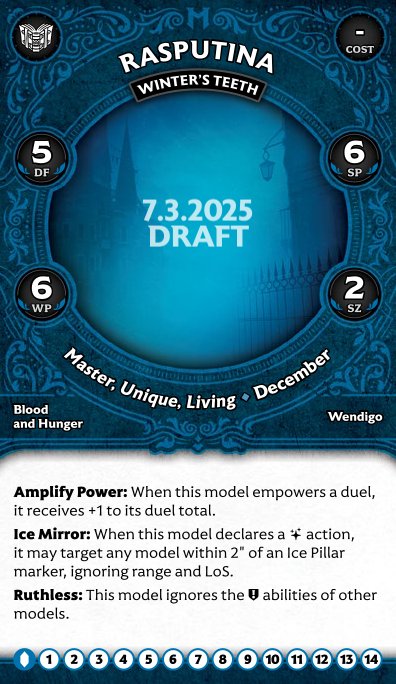 RASPUTINA
WINTER'S TEETH
-
COST
5
DF
6
SP
7.3.2025
DRAFT
6
WP
2
SZ
Master, Unique, Living ♦ December
Blood
and Hunger
Wendigo
Amplify Power: When this model empowers a duel,
it receives +1 to its duel total.
Ice Mirror: When this model declares a action,
it may target any model within 2" of an Ice Pillar
marker, ignoring range and LoS.
Ruthless: This model ignores the abilities of other
models.
1 2 3 4 5 6 7 8 9 10 11 12 13 14